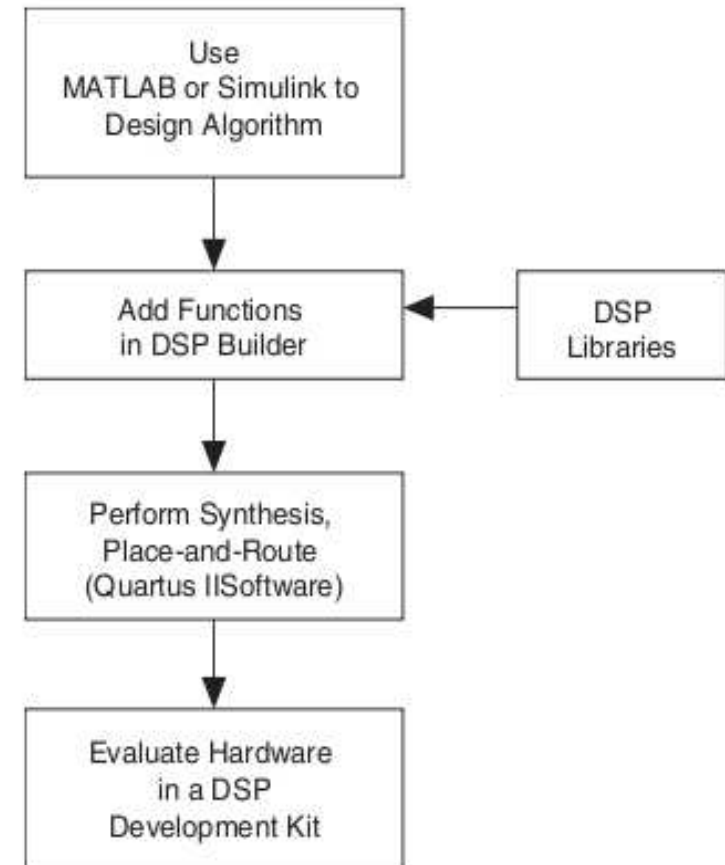 Use
MATLAB or Simulink to
Design Algorithm
Add Functions
in DSP Builder
DSP
Libraries
Perform Synthesis,
Place-and-Route
(Quartus IISoftware)
Evaluate Hardware
in a DSP
Development Kit